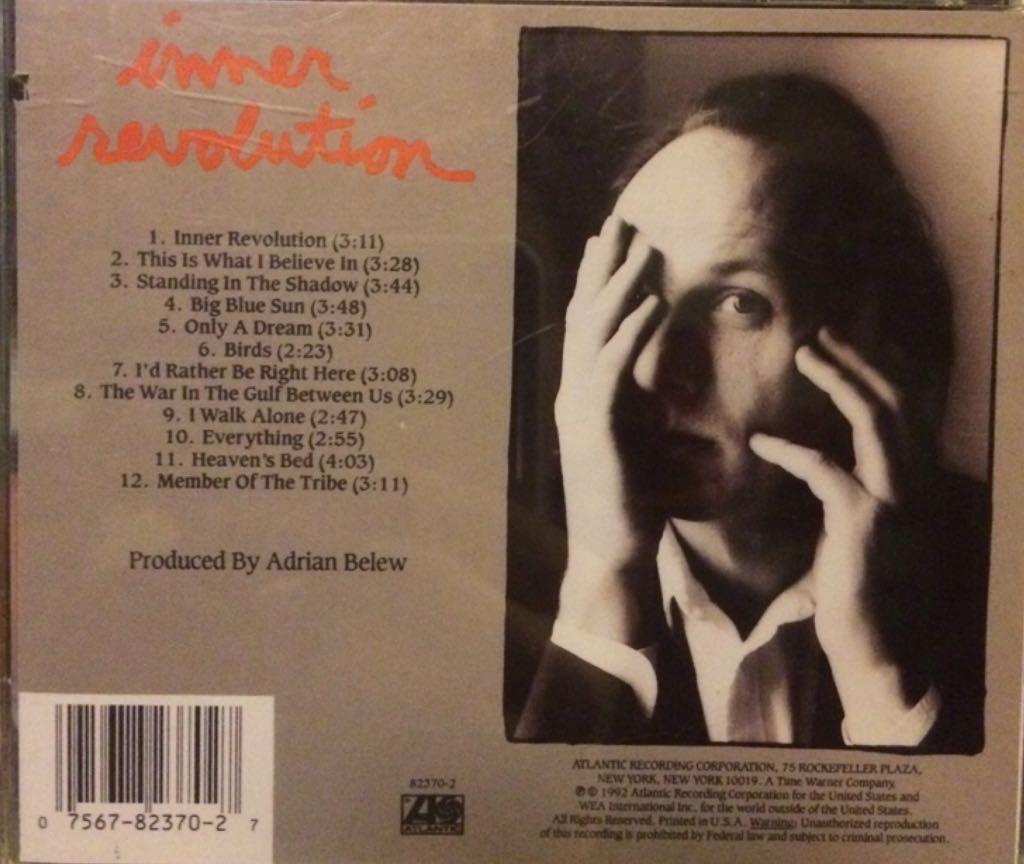 inner
revolution
1. Inner Revolution (3:11)
2. This Is What I Believe In (3:28)
3. Standing In The Shadow (3:44)
4. Big Blue Sun (3:48)
5. Only A Dream (3:31)
6. Birds (2:23)
7. I'd Rather Be Right Here (3:08)
8. The War In The Gulf Between Us (3:29)
9. I Walk Alone (2:47)
10. Everything (2:55)
11. Heaven's Bed (4:03)
12. Member Of The Tribe (3:11)
Produced By Adrian Belew
0 7567-82370-2 7
82370-2
ATLANTIC
ATLANTIC RECORDING CORPORATION, 75 ROCKEFELLER PLAZA,
NEW YORK, NEW YORK 10019. A Time Warner Company.
℗ © 1992 Atlantic Recording Corporation for the United States and
WEA International Inc. for the world outside of the United States.
All Rights Reserved. Printed in U.S.A. Warning: Unauthorized reproduction
of this recording is prohibited by Federal law and subject to criminal prosecution.